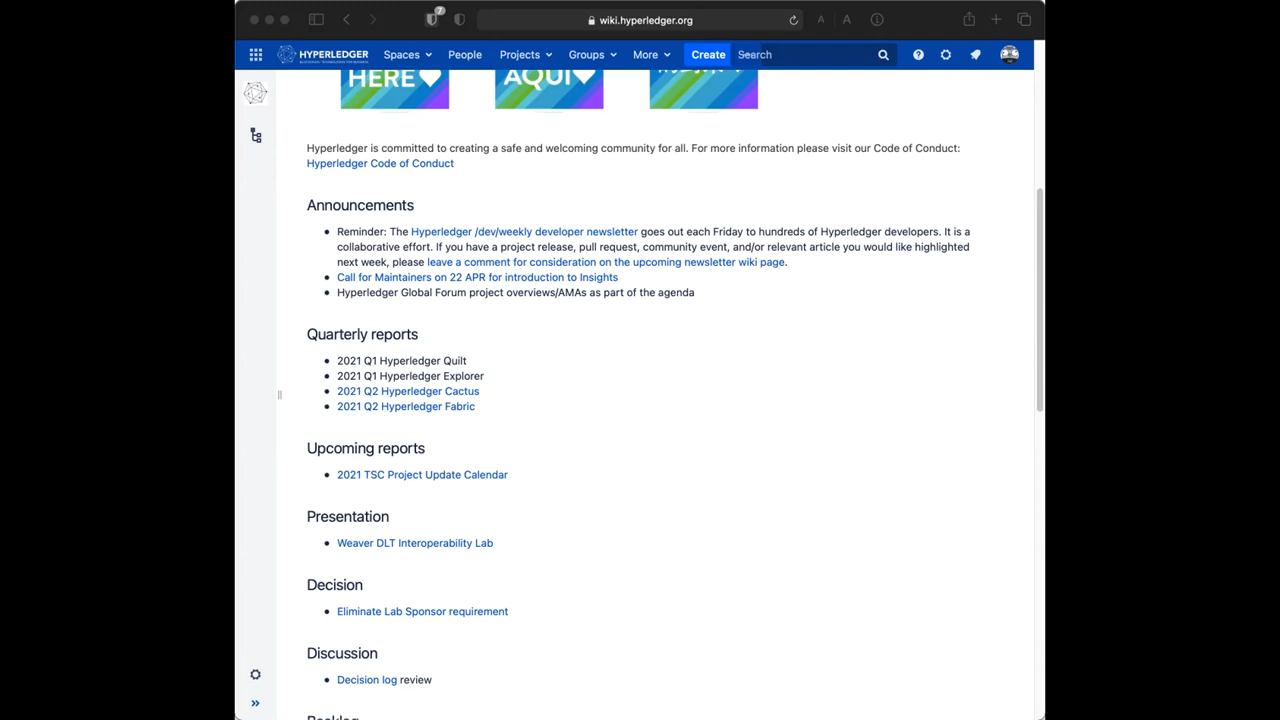 7
wiki.hyperledger.org
A A
HYPERLEDGER Spaces People Projects Groups More Create Search
HERE AQUI
Hyperledger is committed to creating a safe and welcoming community for all. For more information please visit our Code of Conduct:
Hyperledger Code of Conduct
Announcements
Reminder: The Hyperledger /dev/weekly developer newsletter goes out each Friday to hundreds of Hyperledger developers. It is a
collaborative effort. If you have a project release, pull request, community event, and/or relevant article you would like highlighted
next week, please leave a comment for consideration on the upcoming newsletter wiki page.
Call for Maintainers on 22 APR for introduction to Insights
Hyperledger Global Forum project overviews/AMAs as part of the agenda
Quarterly reports
2021 Q1 Hyperledger Quilt
2021 Q1 Hyperledger Explorer
2021 Q2 Hyperledger Cactus
2021 Q2 Hyperledger Fabric
Upcoming reports
2021 TSC Project Update Calendar
Presentation
Weaver DLT Interoperability Lab
Decision
Eliminate Lab Sponsor requirement
Discussion
Decision log review
Backlog